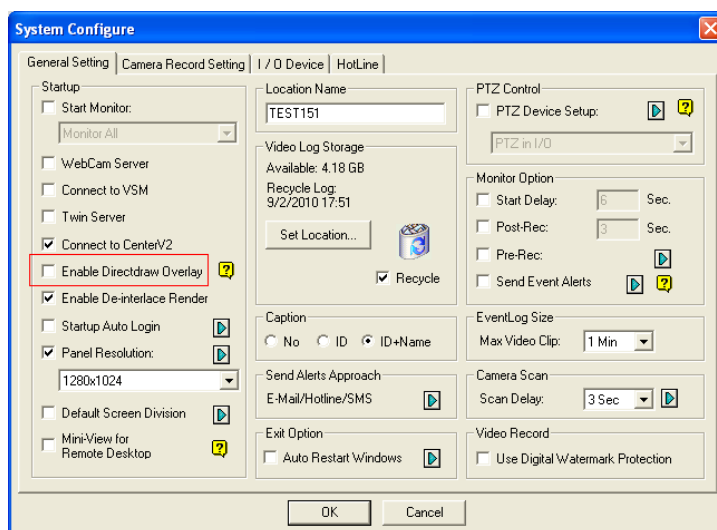 System Configure
General Setting
Camera Record Setting
I / O Device
HotLine
Startup
Start Monitor:
Monitor All
WebCam Server
Connect to VSM
Twin Server
Connect to CenterV2
Enable Directdraw Overlay
Enable De-interlace Render
Startup Auto Login
Panel Resolution:
1280x1024
Default Screen Division
Mini-View for
Remote Desktop
Location Name
TEST151
Video Log Storage
Available: 4.18 GB
Recycle Log:
9/2/2010 17:51
Set Location...
Recycle
Caption
No
ID
ID+Name
Send Alerts Approach
E-Mail/Hotline/SMS
Exit Option
Auto Restart Windows
PTZ Control
PTZ Device Setup:
PTZ in I/O
Monitor Option
Start Delay:
6
Sec.
Post-Rec:
3
Sec.
Pre-Rec:
Send Event Alerts
EventLog Size
Max Video Clip:
1 Min
Camera Scan
Scan Delay:
3 Sec
Video Record
Use Digital Watermark Protection
OK
Cancel